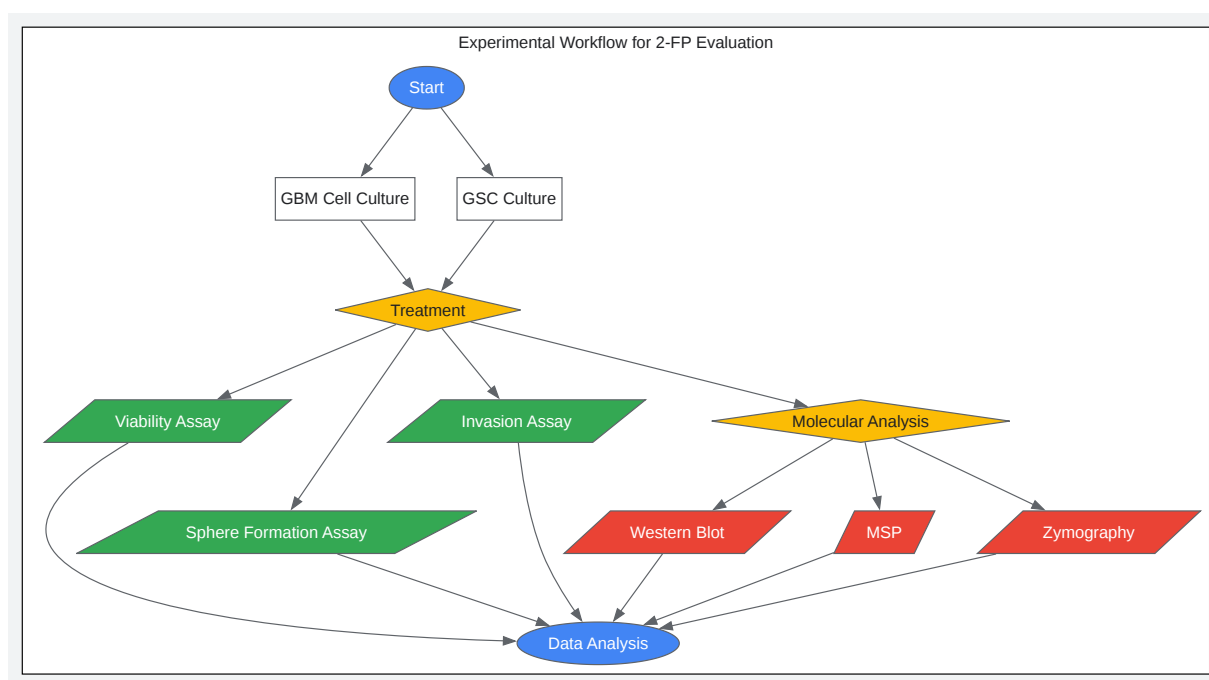 Experimental Workflow for 2-FP Evaluation
Start
GBM Cell Culture
GSC Culture
Treatment
Viability Assay
Invasion Assay
Molecular Analysis
Sphere Formation Assay
Western Blot
MSP
Zymography
Data Analysis